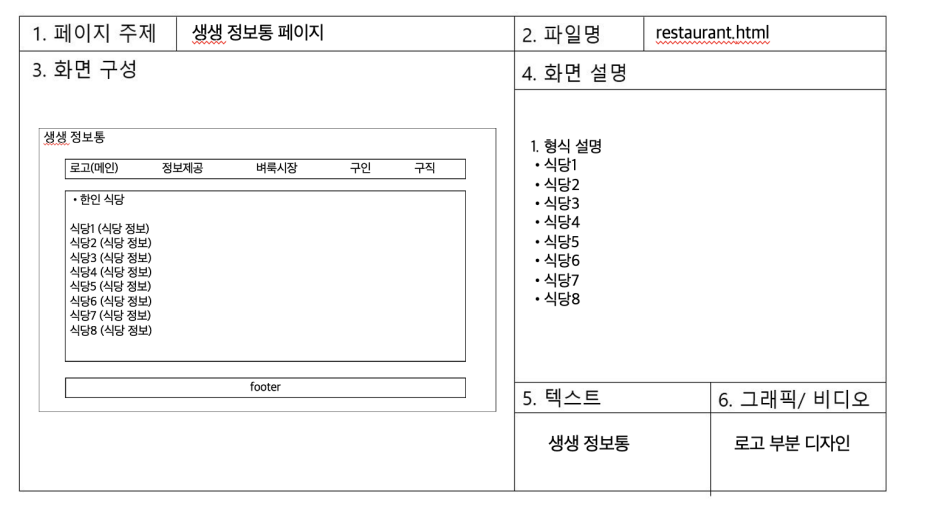 1. 페이지 주제
생생 정보통 페이지
2. 파일명
restaurant.html
3. 화면 구성
생생 정보통
로고(메인) 정보제공 벼룩시장 구인 구직
• 한인 식당
식당1 (식당 정보)
식당2 (식당 정보)
식당3 (식당 정보)
식당4 (식당 정보)
식당5 (식당 정보)
식당6 (식당 정보)
식당7 (식당 정보)
식당8 (식당 정보)
footer
4. 화면 설명
1. 형식 설명
• 식당1
• 식당2
• 식당3
• 식당4
• 식당5
• 식당6
• 식당7
• 식당8
5. 텍스트
생생 정보통
6. 그래픽/ 비디오
로고 부분 디자인